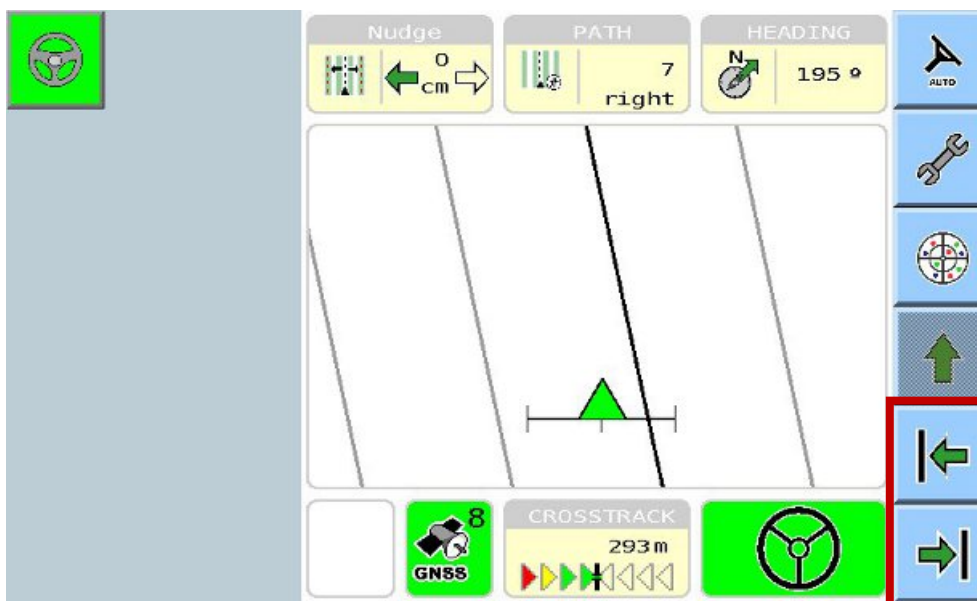 Nudge
0
cm
PATH
7
right
HEADING
N
195 º
AUTO
8
GNSS
CROSSTRACK
293 m